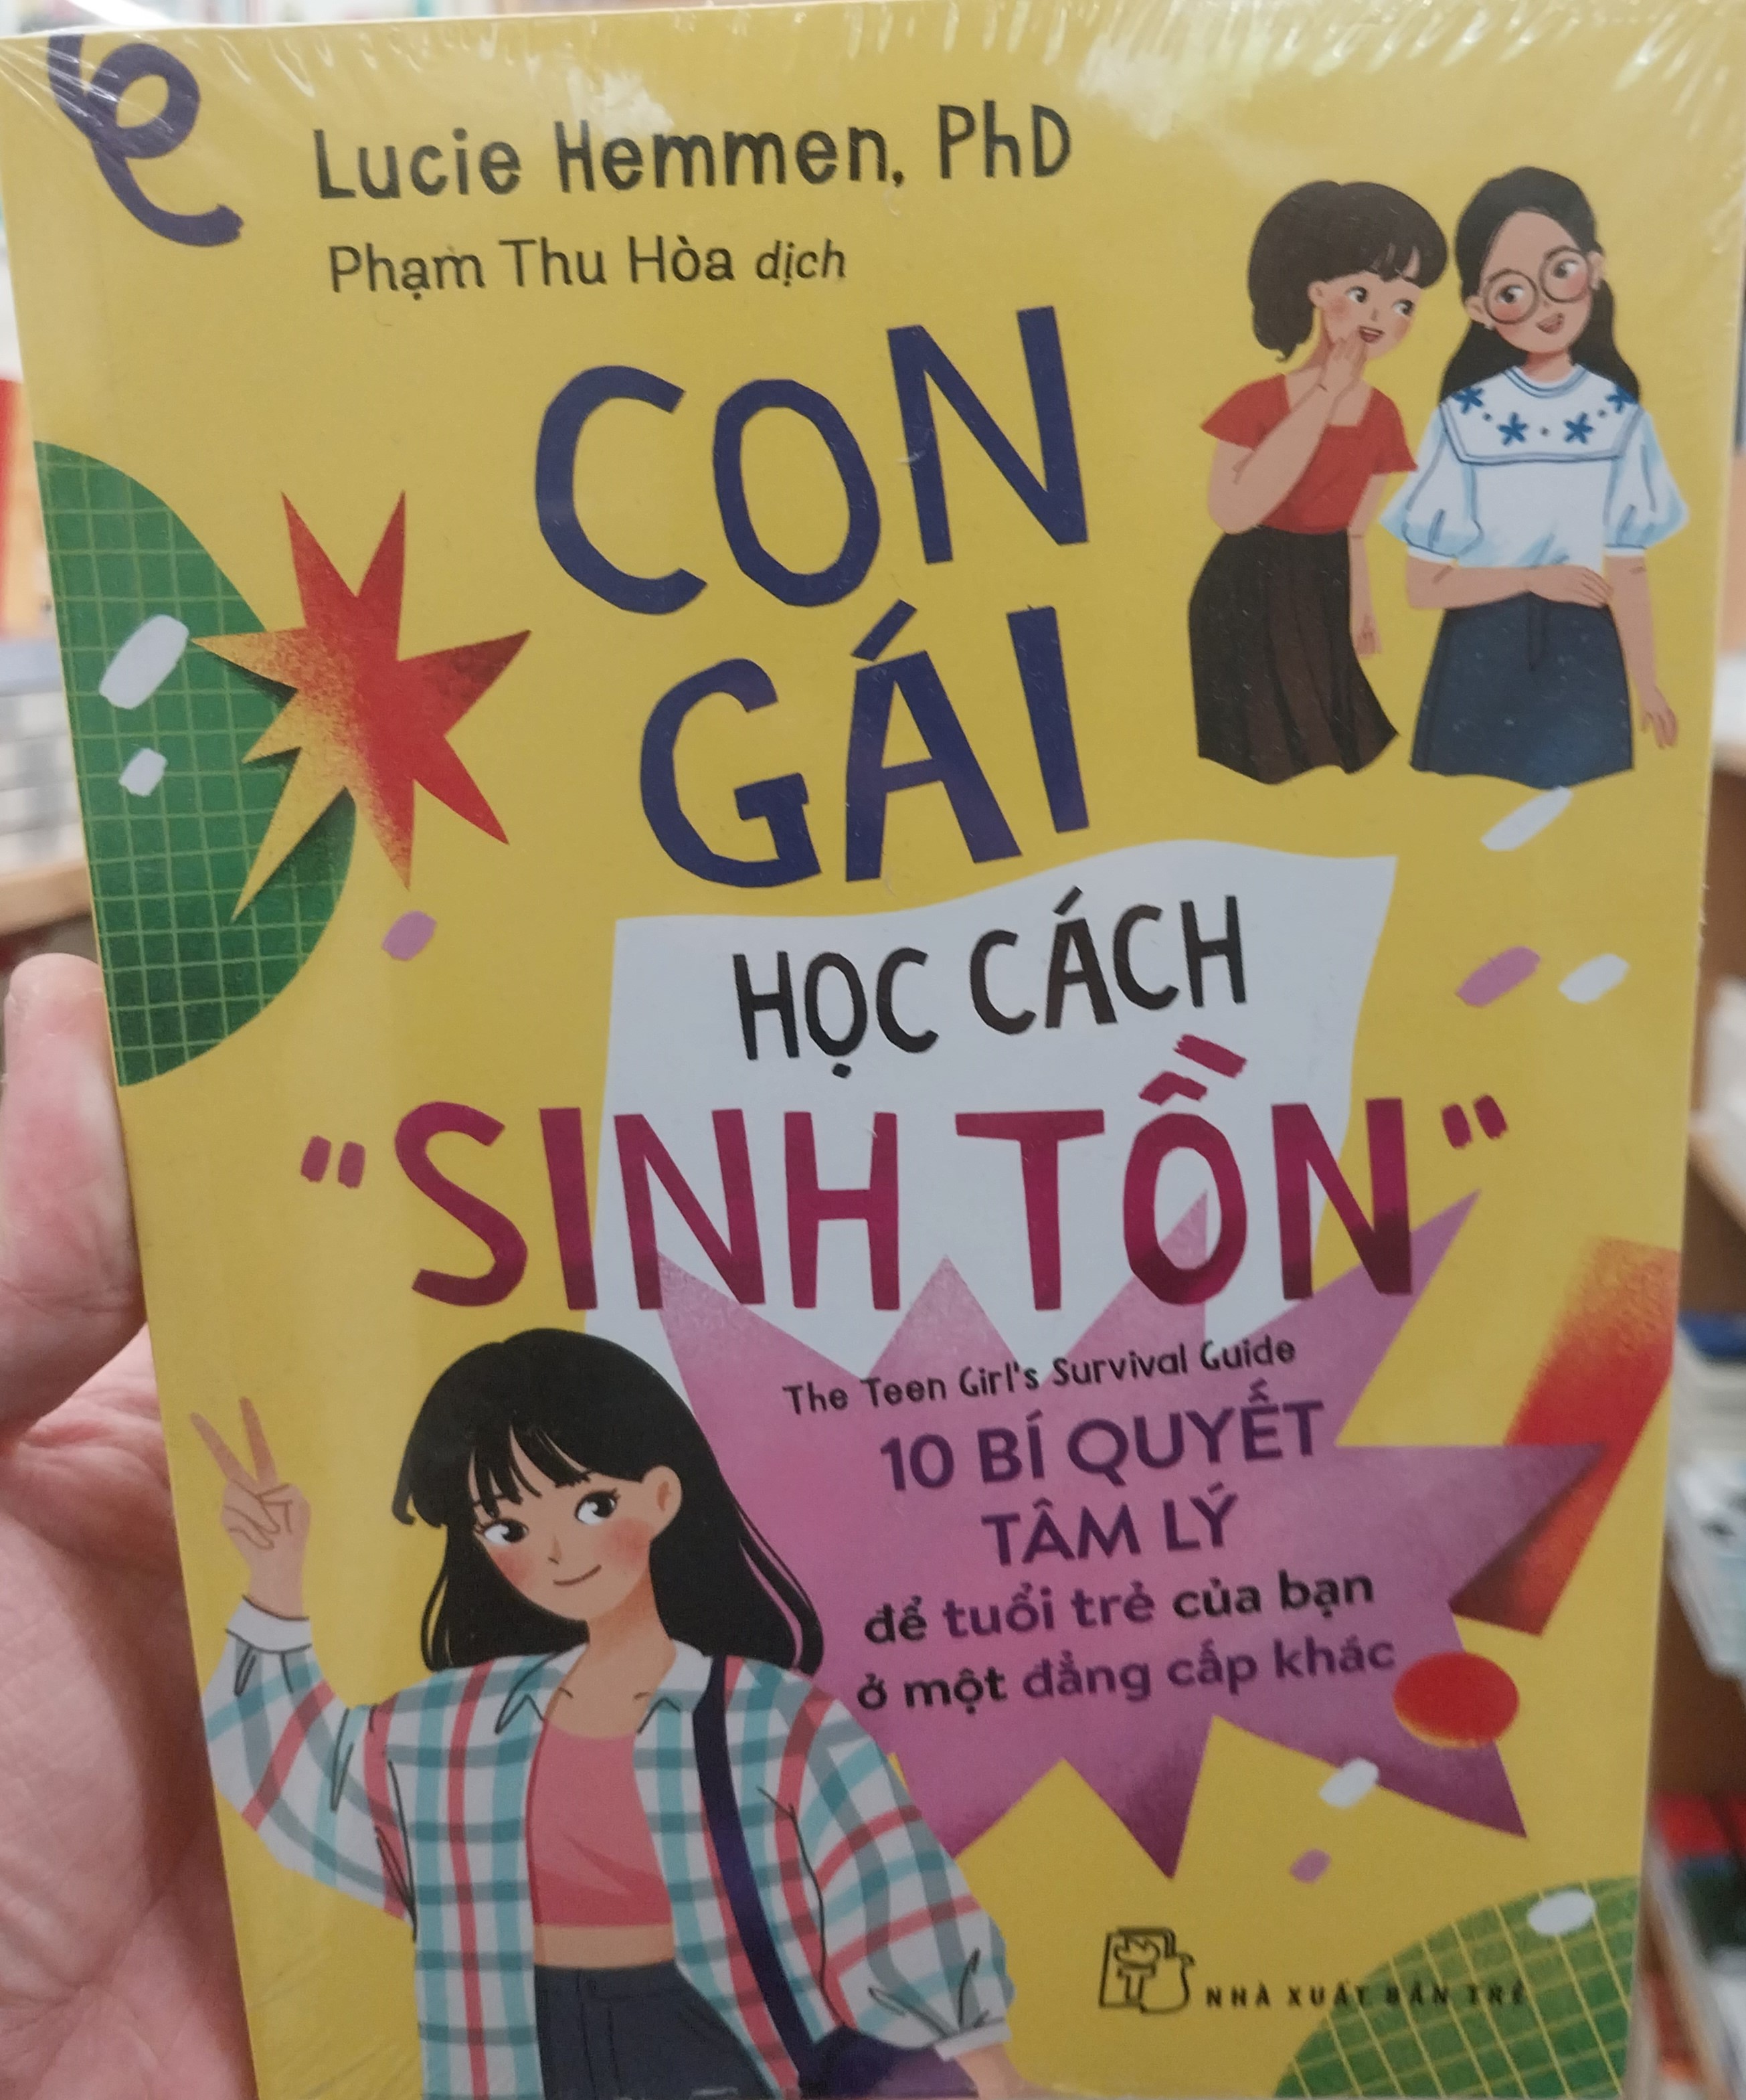 Lucie Hemmen, PhD
Phạm Thu Hòa dịch
CON
GÁI
HỌC CÁCH
"SINH TỒN"
The Teen Girl's Survival Guide
10 BÍ QUYẾT
TÂM LÝ
để tuổi trẻ của bạn
ở một đẳng cấp khác
NHÀ XUẤT BẢN TRẺ